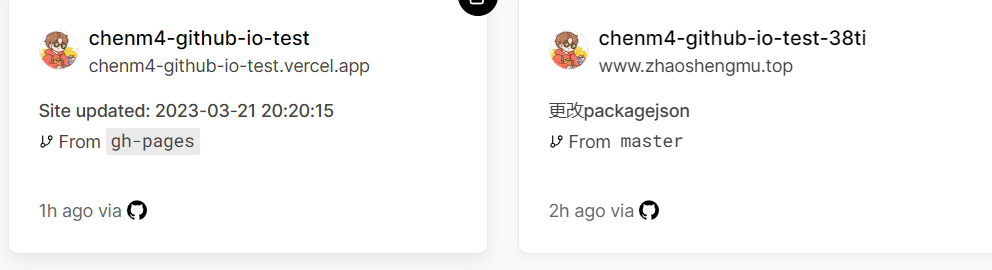 chenm4-github-io-test
chenm4-github-io-test.vercel.app
Site updated: 2023-03-21 20:20:15
From gh-pages
1h ago via
chenm4-github-io-test-38ti
www.zhaoshengmu.top
更改packagejson
From master
2h ago via